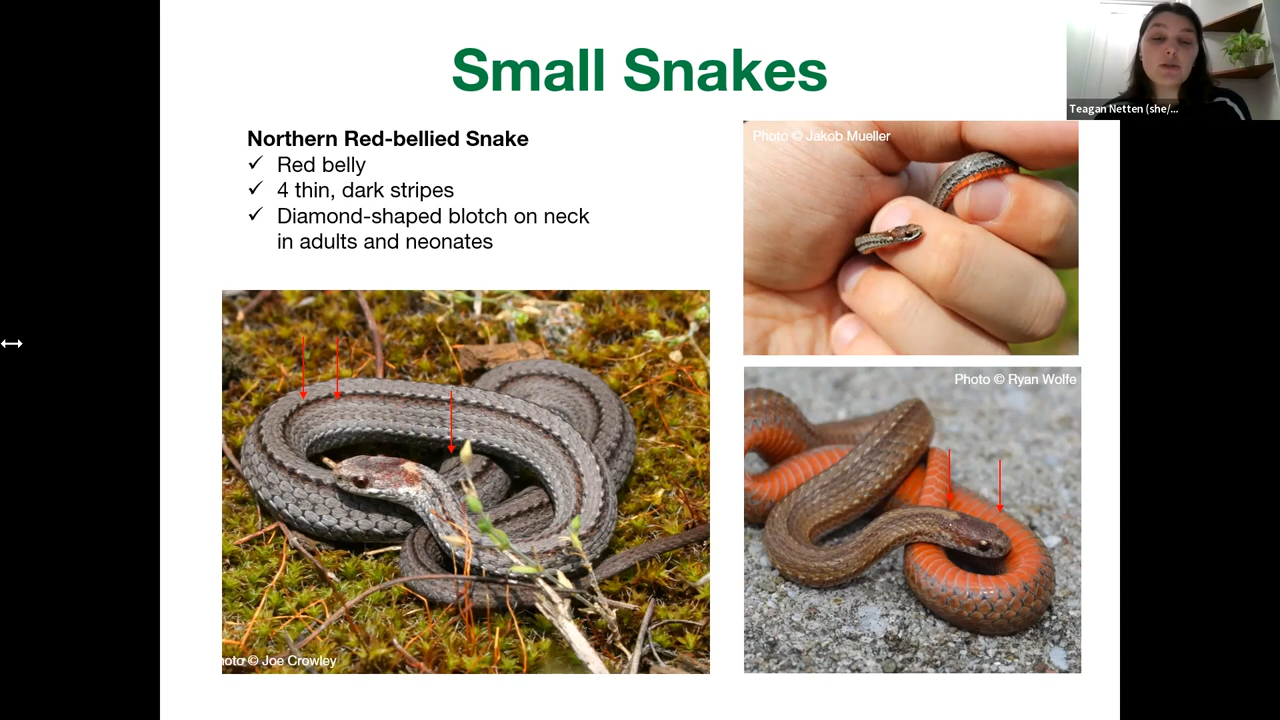 Small Snakes
Teagan Netten (she/...
Northern Red-bellied Snake
✓ Red belly
✓ 4 thin, dark stripes
✓ Diamond-shaped blotch on neck
in adults and neonates
Photo © Jakob Mueller
Photo © Ryan Wolfe
hoto © Joe Crowley